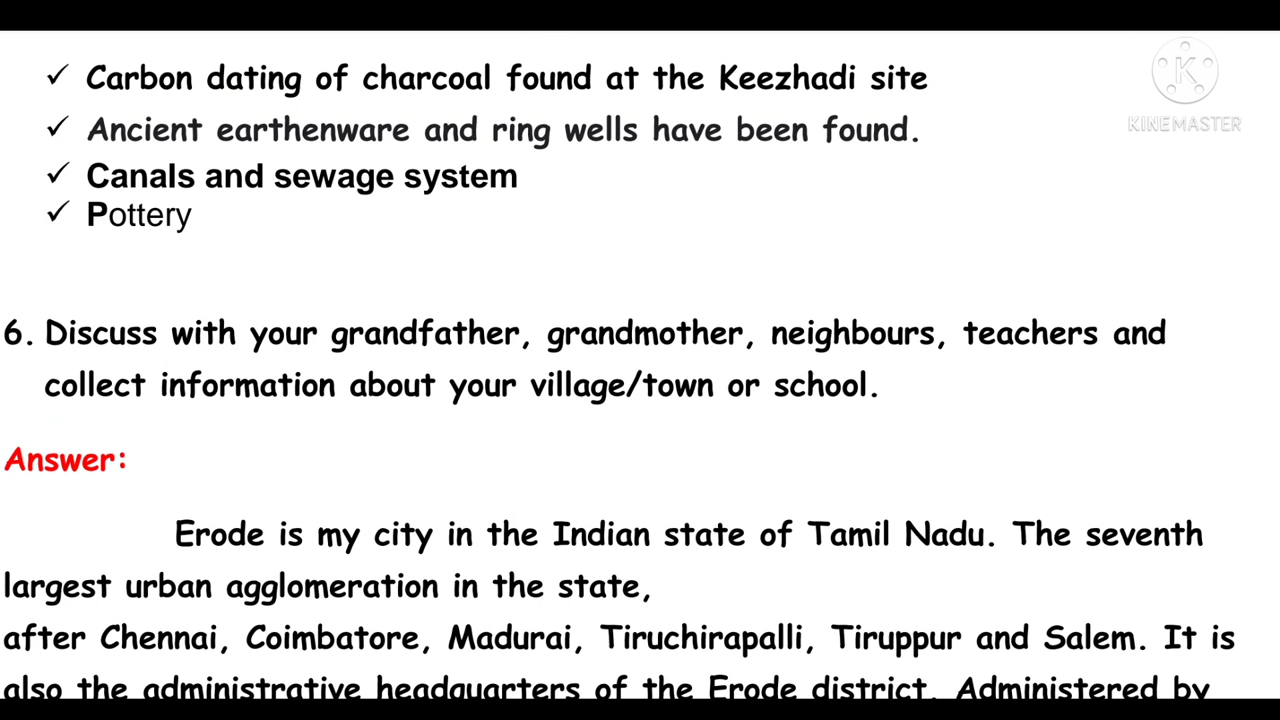 ✓ Carbon dating of charcoal found at the Keezhadi site
✓ Ancient earthenware and ring wells have been found.
✓ Canals and sewage system
✓ Pottery
KINEMASTER
6. Discuss with your grandfather, grandmother, neighbours, teachers and
collect information about your village/town or school.
Answer:
Erode is my city in the Indian state of Tamil Nadu. The seventh
largest urban agglomeration in the state,
after Chennai, Coimbatore, Madurai, Tiruchirapalli, Tiruppur and Salem. It is
also the administrative headquarters of the Erode district. Administered by